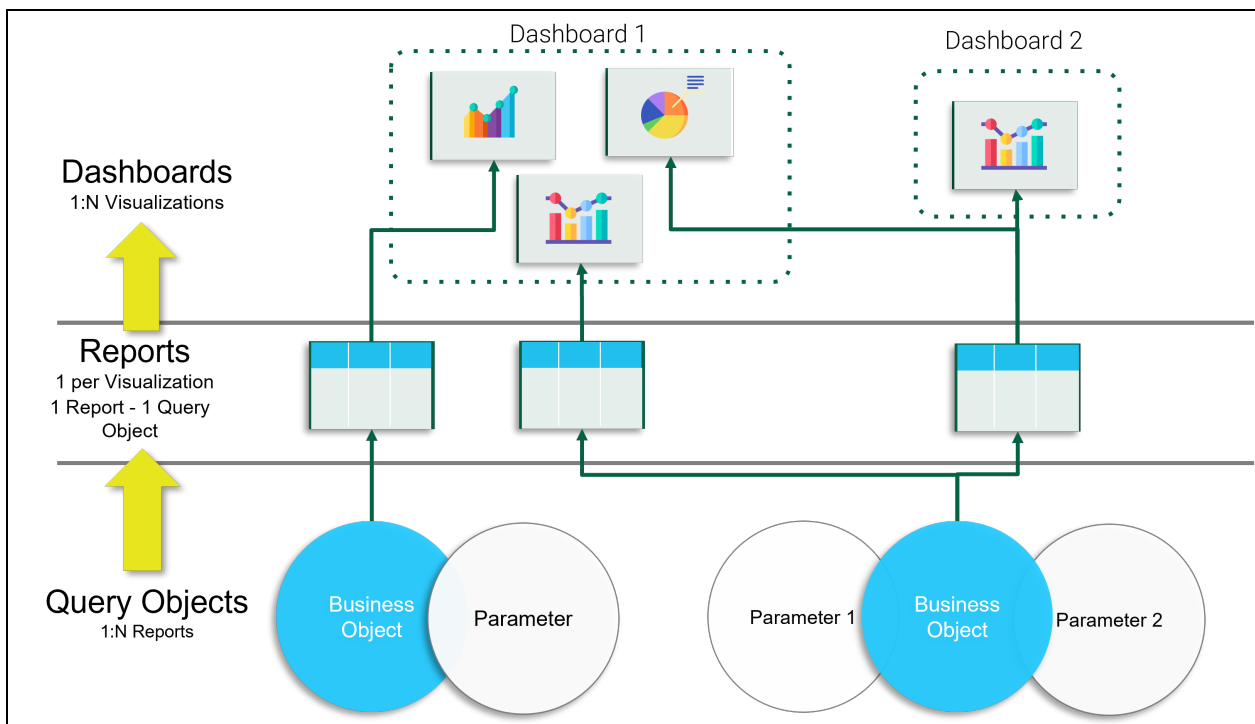 Dashboard 1
Dashboard 2
Dashboards
1:N Visualizations
Reports
1 per Visualization
1 Report - 1 Query
Object
Query Objects
1:N Reports
Business
Object
Parameter
Parameter 1
Business
Object
Parameter 2